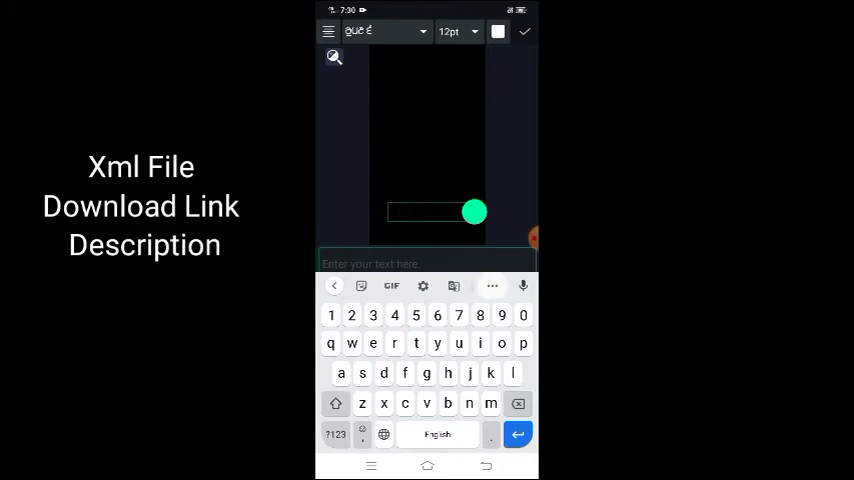 7:30
12pt
Xml File
Download Link
Description
Enter your text here.
GIF
1 2 3 4 5 6 7 8 9 0
q w e r t y u i o p
a s d f g h j k l
z x c v b n m
?123 , English .